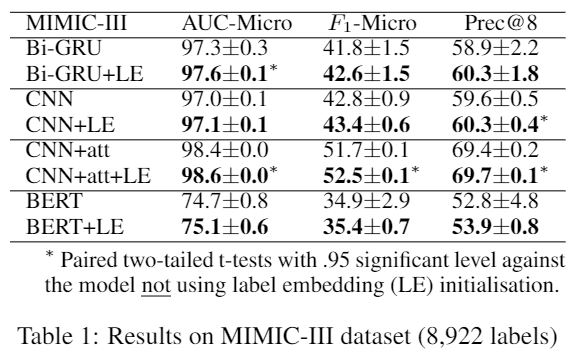 MIMIC-III AUC-Micro F₁-Micro Prec@8
Bi-GRU 97.3±0.3 41.8±1.5 58.9±2.2
Bi-GRU+LE 97.6±0.1* 42.6±1.5 60.3±1.8
CNN 97.0±0.1 42.8±0.9 59.6±0.5
CNN+LE 97.1±0.1 43.4±0.6 60.3±0.4*
CNN+att 98.4±0.0 51.7±0.1 69.4±0.2
CNN+att+LE 98.6±0.0* 52.5±0.1* 69.7±0.1*
BERT 74.7±0.8 34.9±2.9 52.8±4.8
BERT+LE 75.1±0.6 35.4±0.7 53.9±0.8
* Paired two-tailed t-tests with .95 significant level against
the model not using label embedding (LE) initialisation.
Table 1: Results on MIMIC-III dataset (8,922 labels)